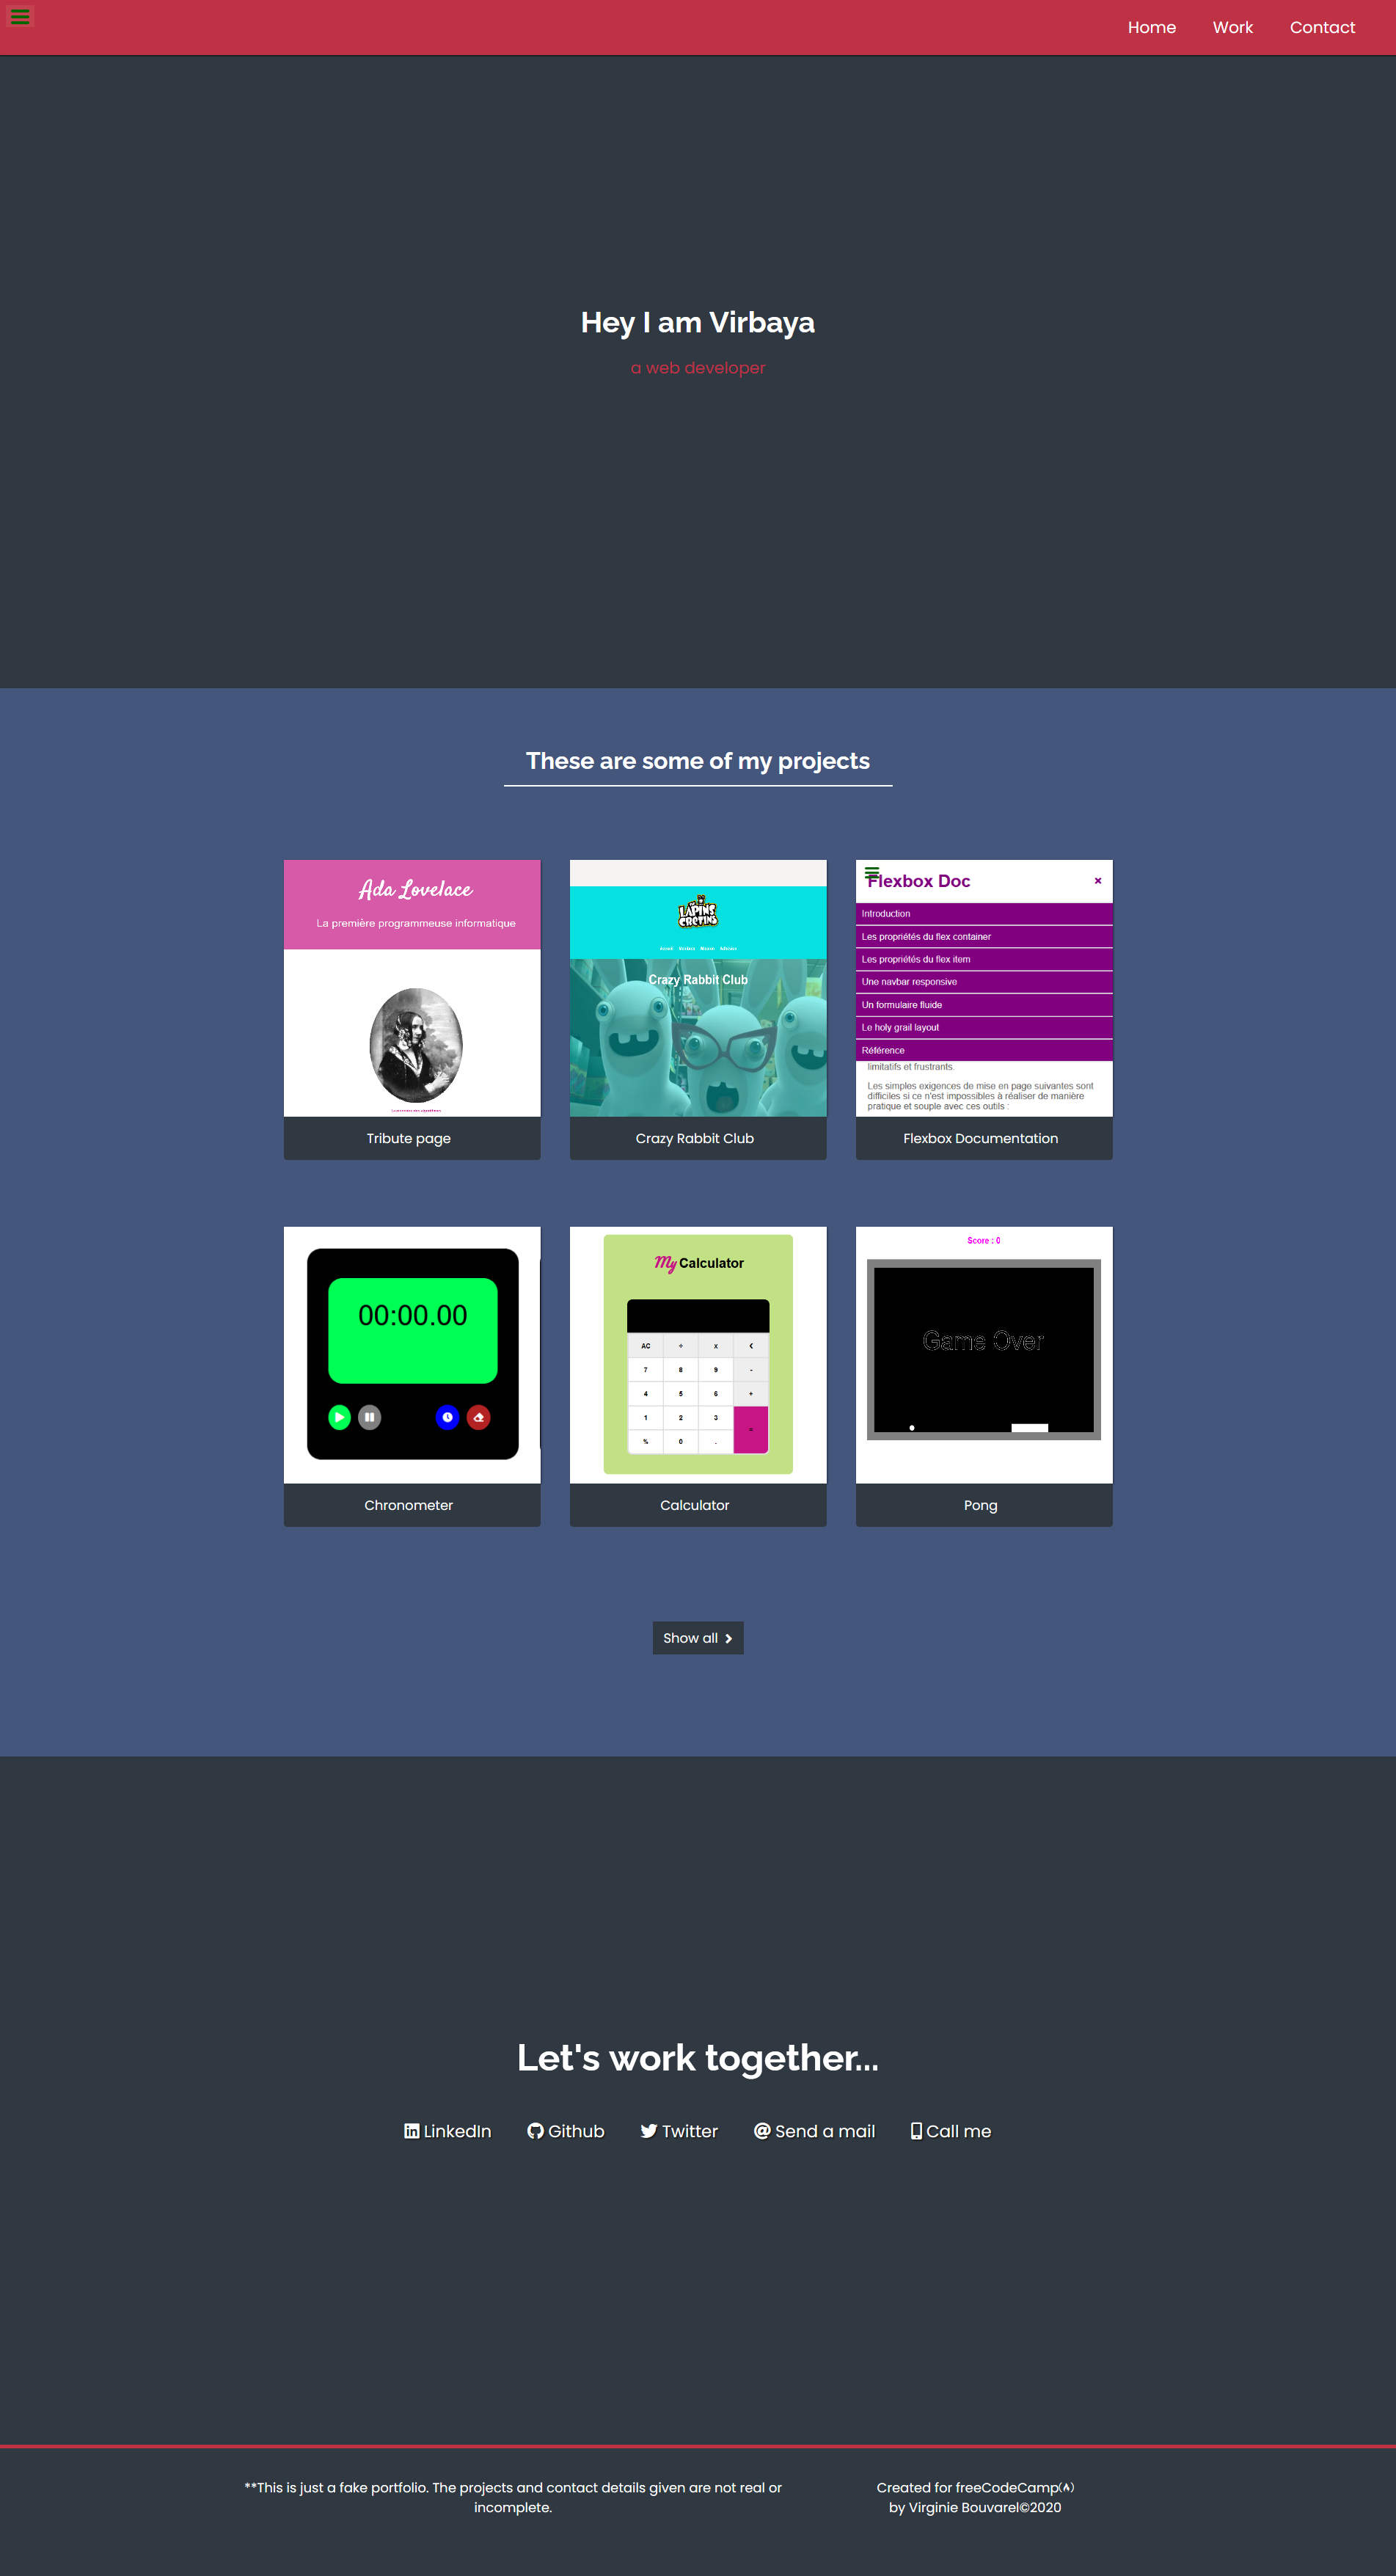 Home Work Contact
Hey I am Virbaya
a web developer
These are some of my projects
Ada Lovelace
La première programmeuse informatique
Tribute page
LAPINS
CRETINS
Crazy Rabbit Club
Crazy Rabbit Club
Flexbox Doc ×
Introduction
Les propriétés du flex container
Les propriétés du flex item
Une navbar responsive
Un formulaire fluide
Le holy grail layout
Référence
limitatifs et frustrants.
Les simples exigences de mise en page suivantes sont
difficiles si ce n'est impossibles à réaliser de manière
pratique et souple avec ces outils :
Flexbox Documentation
00:00.00
Chronometer
My Calculator
AC ÷ x
7 8 9 -
4 5 6 +
1 2 3 =
% 0 .
Calculator
Score : 0
Game Over
Pong
Show all
Let's work together...
LinkedIn Github Twitter Send a mail Call me
**This is just a fake portfolio. The projects and contact details given are not real or
incomplete.
Created for freeCodeCamp
by Virginie Bouvarel©2020